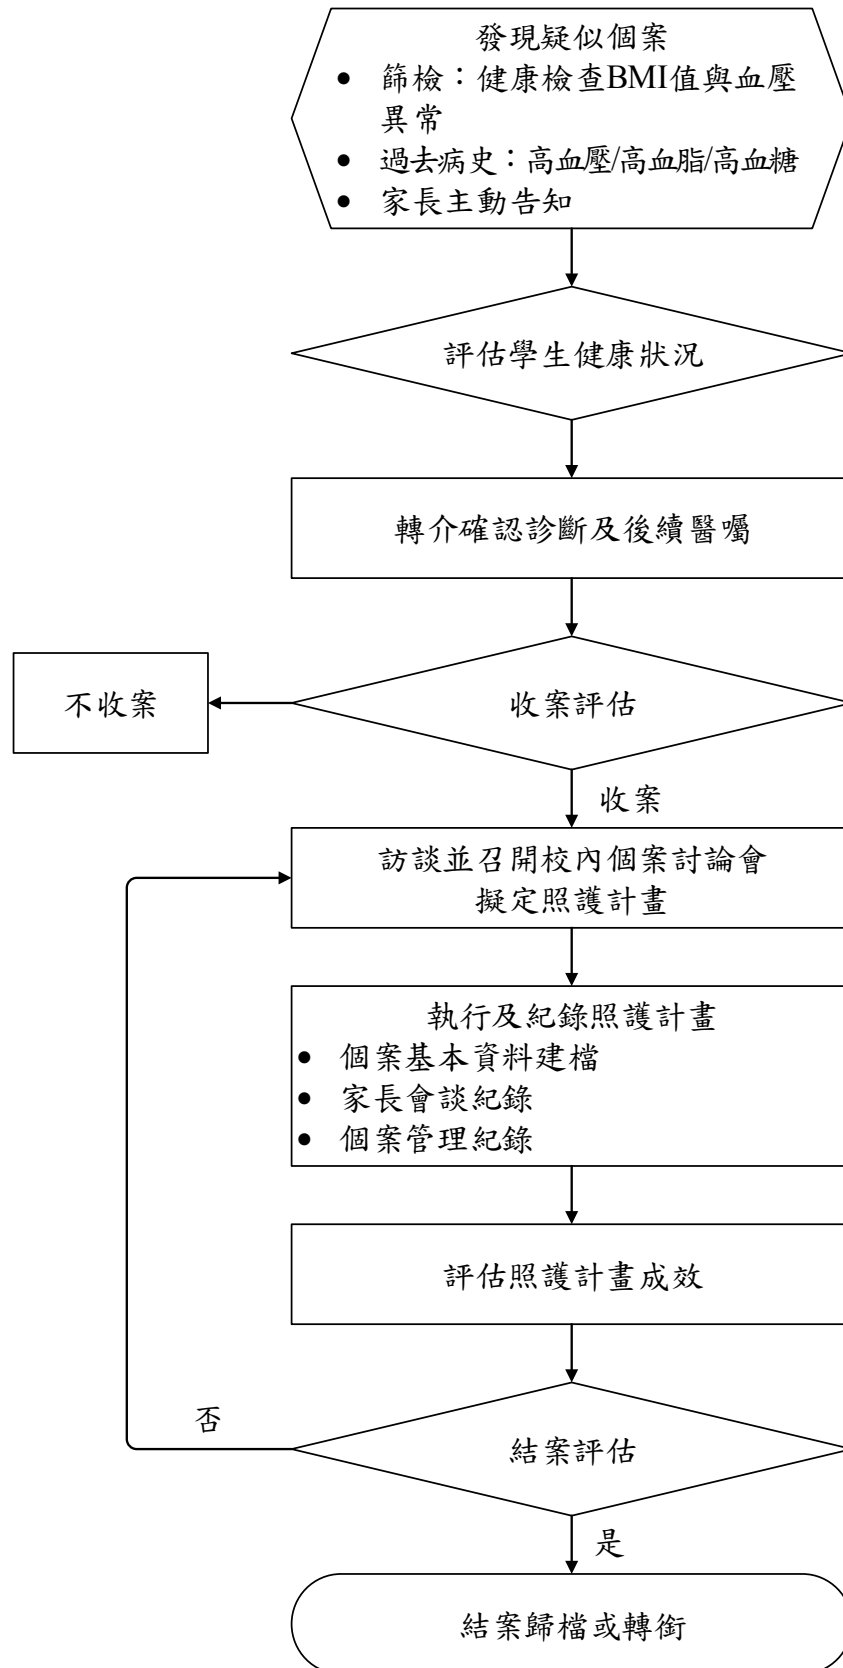 發現疑似個案
● 篩檢：健康檢查BMI值與血壓
異常
● 過去病史：高血壓/高血脂/高血糖
● 家長主動告知
評估學生健康狀況
轉介確認診斷及後續醫囑
不收案
收案評估
收案
訪談並召開校內個案討論會
擬定照護計畫
執行及紀錄照護計畫
● 個案基本資料建檔
● 家長會談紀錄
● 個案管理紀錄
評估照護計畫成效
否
結案評估
是
結案歸檔或轉銜